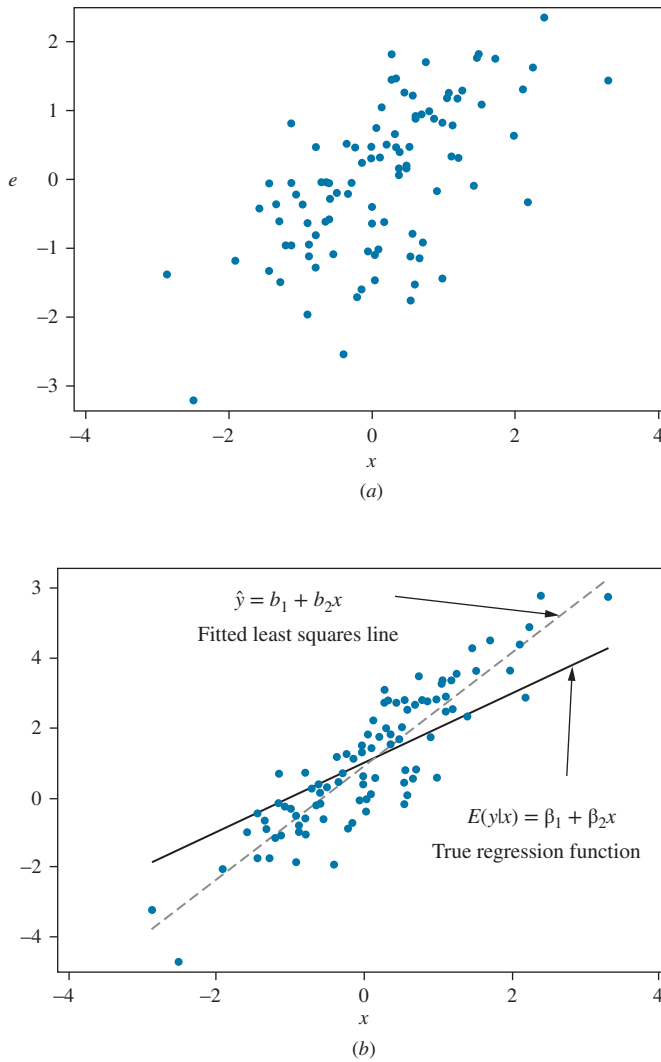 2
1
e
0
−1
−2
−3
−4 −2 0 2 4
x
(a)
3
ŷ = b₁ + b₂x
Fitted least squares line
4
2
0
E(y|x) = β₁ + β₂x
True regression function
−2
−4
−4 −2 0 2 4
x
(b)